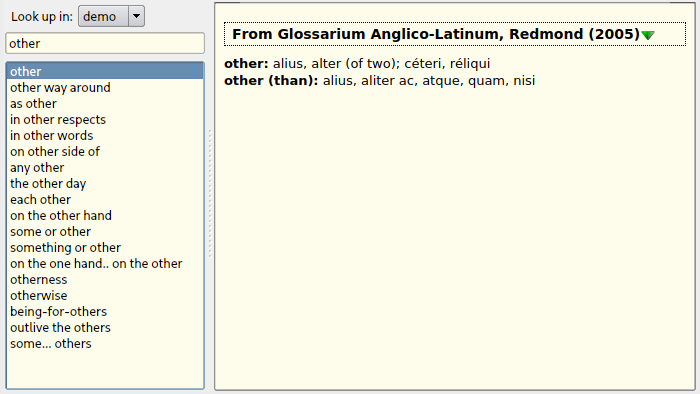 Look up in: demo
other
other
other way around
as other
in other respects
in other words
on other side of
any other
the other day
each other
on the other hand
some or other
something or other
on the one hand.. on the other
otherness
otherwise
being-for-others
outlive the others
some... others
From Glossarium Anglico-Latinum, Redmond (2005)
other: alius, alter (of two); céteri, réliqui
other (than): alius, aliter ac, atque, quam, nisi